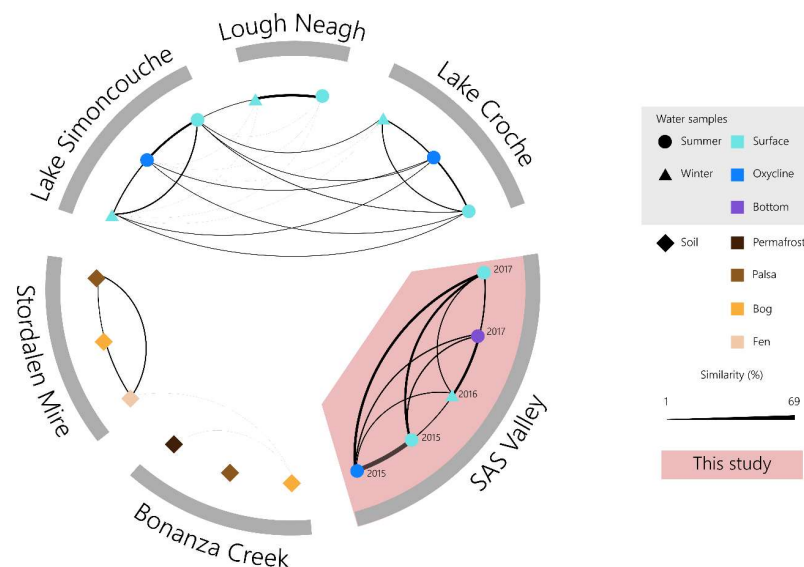 Lough Neagh
Lake Simoncouche
Lake Croche
Stordalen Mire
Bonanza Creek
SAS Valley
2017
2017
2016
2015
2015
Water samples
Summer
Surface
Winter
Oxycline
Bottom
Soil
Permafrost
Palsa
Bog
Fen
Similarity (%)
1
69
This study